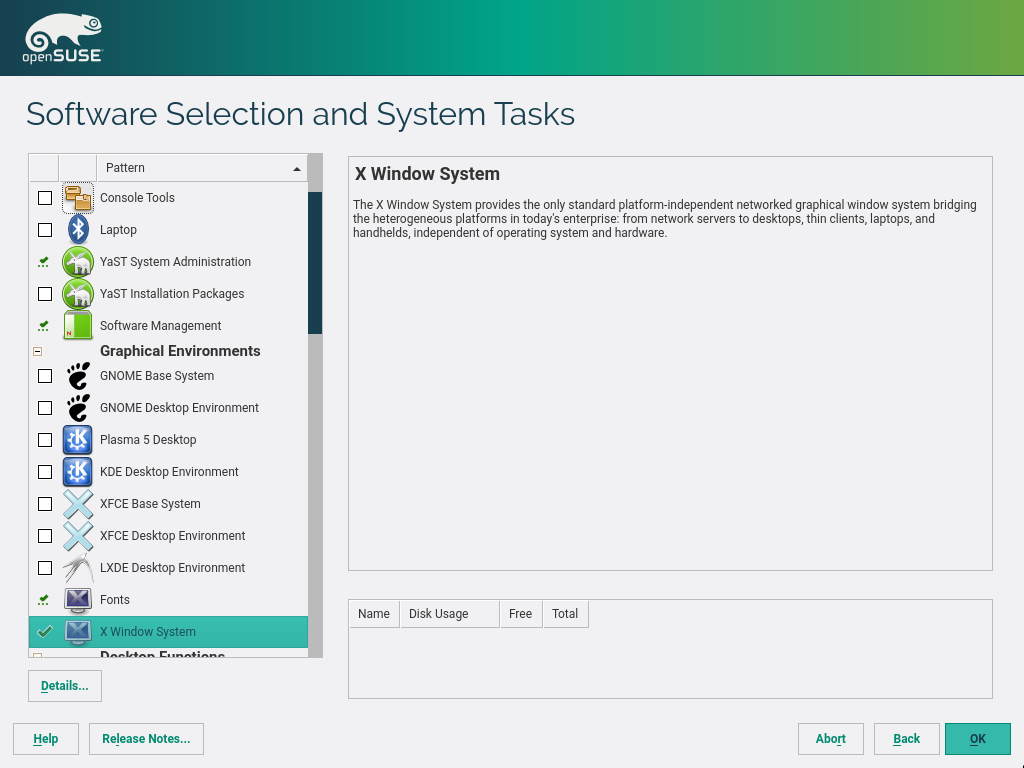 openSUSE
Software Selection and System Tasks
Pattern
Console Tools
Laptop
YaST System Administration
YaST Installation Packages
Software Management
Graphical Environments
GNOME Base System
GNOME Desktop Environment
Plasma 5 Desktop
KDE Desktop Environment
XFCE Base System
XFCE Desktop Environment
LXDE Desktop Environment
Fonts
X Window System
Desktop Functions
Details...
X Window System
The X Window System provides the only standard platform-independent networked graphical window system bridging
the heterogeneous platforms in today's enterprise: from network servers to desktops, thin clients, laptops, and
handhelds, independent of operating system and hardware.
Name Disk Usage Free Total
Help Release Notes... Abort Back OK